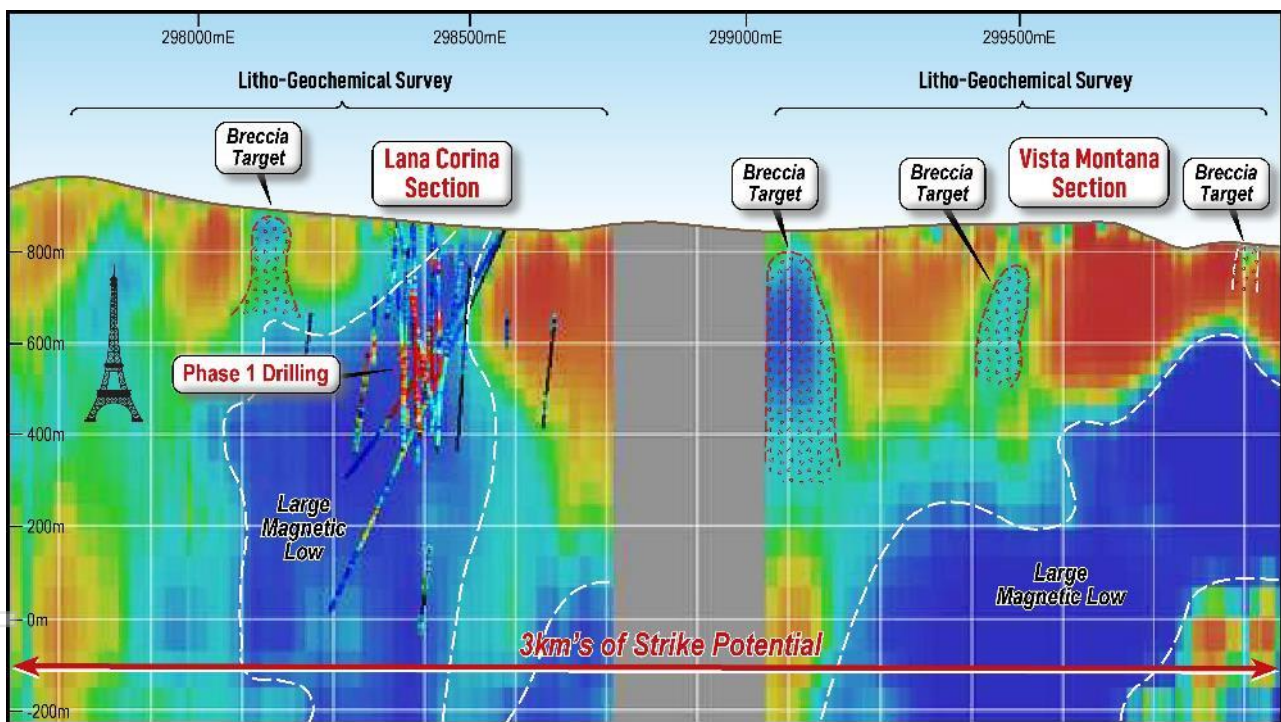 298000mE
298500mE
299000mE
299500mE
Litho-Geochemical Survey
Litho-Geochemical Survey
Breccia
Target
Lana Corina
Section
Breccia
Target
Breccia
Target
Vista Montana
Section
Breccia
Target
800m
600m
Phase 1 Drilling
400m
Large
Magnetic
Low
200m
Large
Magnetic Low
0m
3km's of Strike Potential
-200m